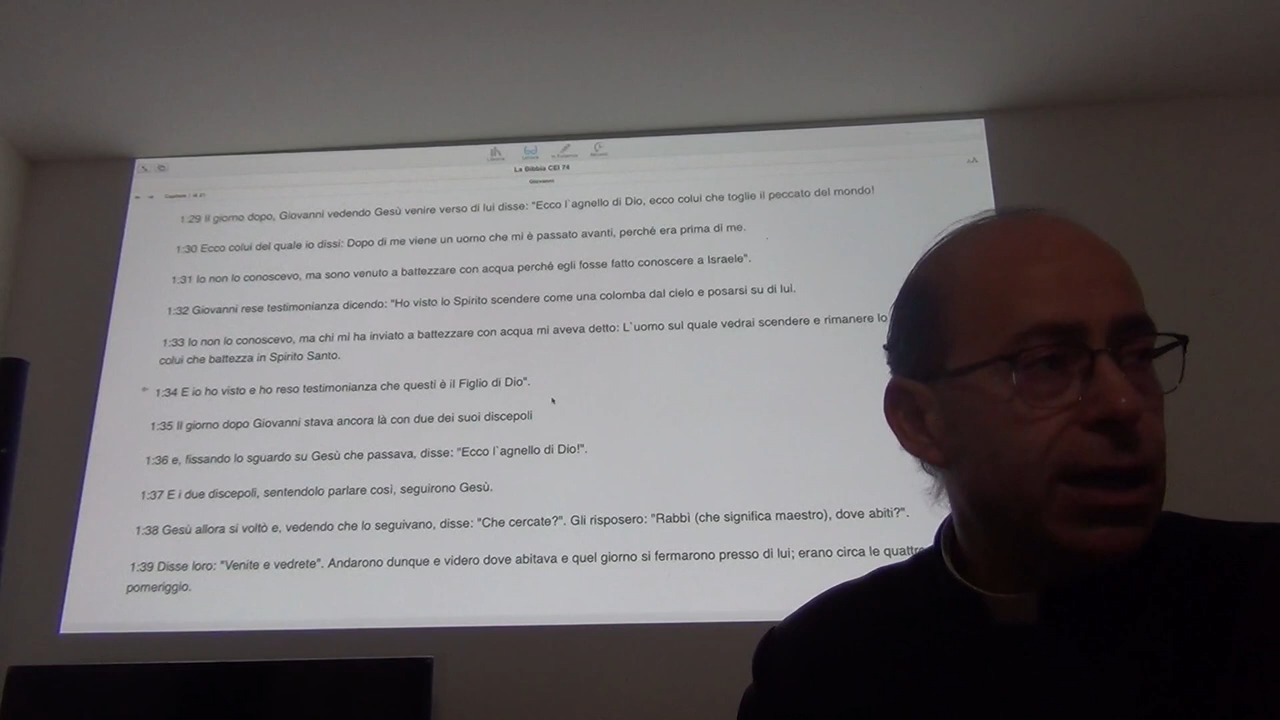 La Bibbia CEI 74
Giovanni
1:29 Il giorno dopo, Giovanni vedendo Gesù venire verso di lui disse: "Ecco l`agnello di Dio, ecco colui che toglie il peccato del mondo!
1:30 Ecco colui del quale io dissi: Dopo di me viene un uomo che mi è passato avanti, perchè era prima di me.
1:31 Io non lo conoscevo, ma sono venuto a battezzare con acqua perchè egli fosse fatto conoscere a Israele".
1:32 Giovanni rese testimonianza dicendo: "Ho visto lo Spirito scendere come una colomba dal cielo e posarsi su di lui.
1:33 Io non lo conoscevo, ma chi mi ha inviato a battezzare con acqua mi aveva detto: L`uomo sul quale vedrai scendere e rimanere lo
colui che battezza in Spirito Santo.
1:34 E io ho visto e ho reso testimonianza che questi è il Figlio di Dio".
1:35 Il giorno dopo Giovanni stava ancora là con due dei suoi discepoli
1:36 e, fissando lo sguardo su Gesù che passava, disse: "Ecco l`agnello di Dio!".
1:37 E i due discepoli, sentendolo parlare così, seguirono Gesù.
1:38 Gesù allora si voltò e, vedendo che lo seguivano, disse: "Che cercate?". Gli risposero: "Rabbì (che significa maestro), dove abiti?".
1:39 Disse loro: "Venite e vedrete". Andarono dunque e videro dove abitava e quel giorno si fermarono presso di lui; erano circa le quattro
pomeriggio.